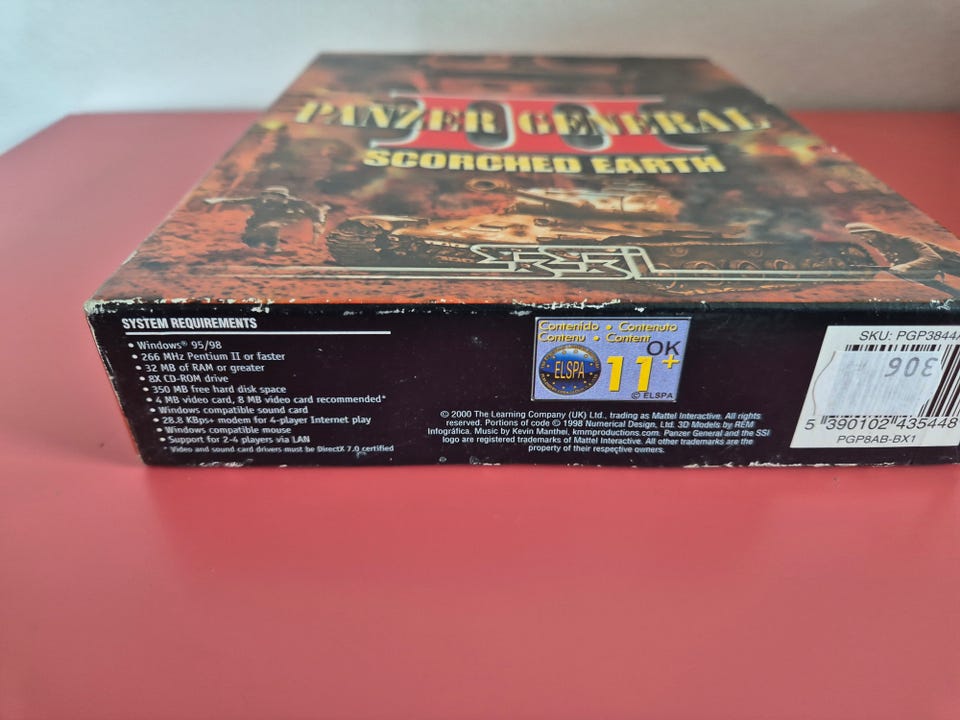 III
PANZER GENERAL
SCORCHED EARTH
SSI
SYSTEM REQUIREMENTS
• Windows® 95/98
• 266 MHz Pentium II or faster
• 32 MB of RAM or greater
• 8X CD-ROM drive
• 350 MB free hard disk space
• 4 MB video card, 8 MB video card recommended*
• Windows compatible sound card
• 28.8 KBps+ modem for 4-player Internet play
• Windows compatible mouse
• Support for 2-4 players via LAN
*Video and sound card drivers must be DirectX 7.0 certified
Contenido • Contenuto
Contenu • Content
OK
ELSPA
11+
© ELSPA
© 2000 The Learning Company (UK) Ltd., trading as Mattel Interactive. All rights
reserved. Portions of code © 1998 Numerical Design, Ltd. 3D Models by REM
Infográfica. Music by Kevin Manthei, kmmproductions.com. Panzer General and the SSI
logo are registered trademarks of Mattel Interactive. All other trademarks are the
property of their respective owners.
SKU: PGP3844
306
5 390102 435448
PGP8AB-BX1